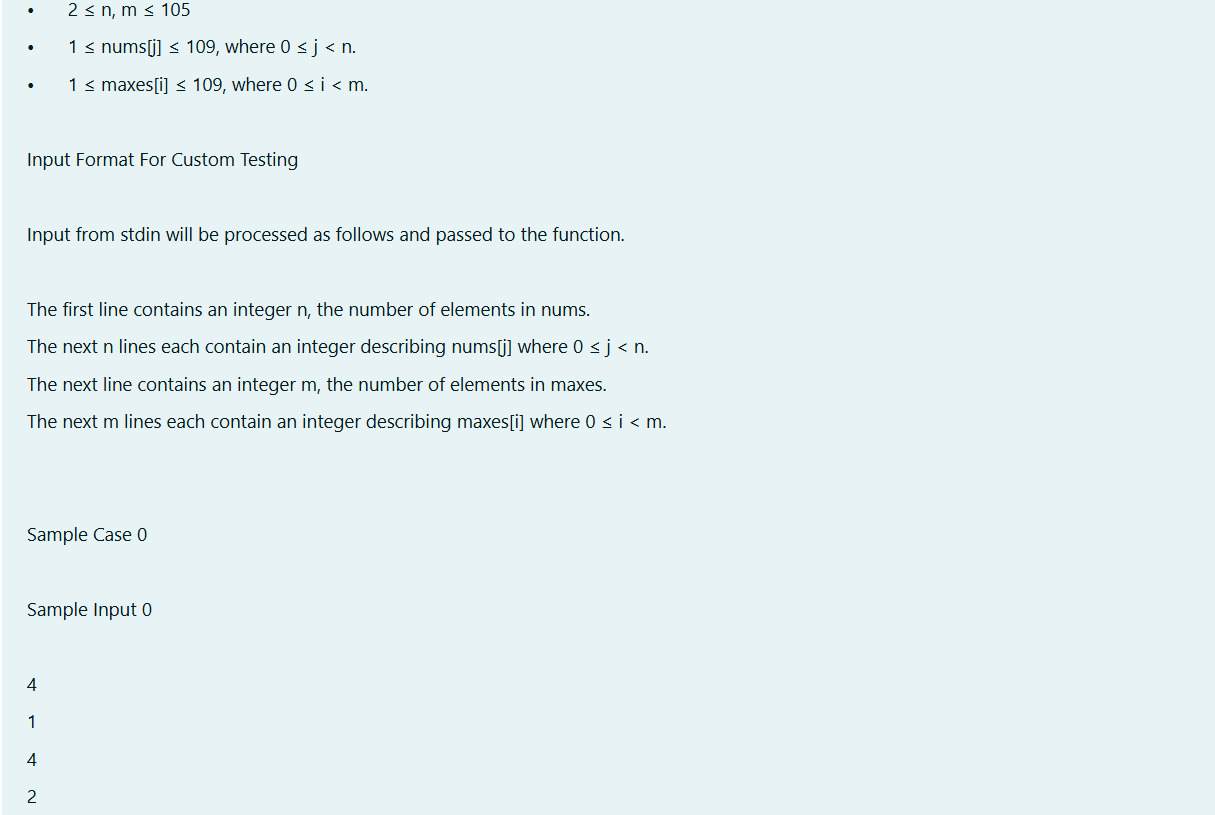 • 2 ≤ n, m ≤ 105
• 1 ≤ nums[j] ≤ 109, where 0 ≤ j < n.
• 1 ≤ maxes[i] ≤ 109, where 0 ≤ i < m.
Input Format For Custom Testing
Input from stdin will be processed as follows and passed to the function.
The first line contains an integer n, the number of elements in nums.
The next n lines each contain an integer describing nums[j] where 0 ≤ j < n.
The next line contains an integer m, the number of elements in maxes.
The next m lines each contain an integer describing maxes[i] where 0 ≤ i < m.
Sample Case 0
Sample Input 0
4
1
4
2